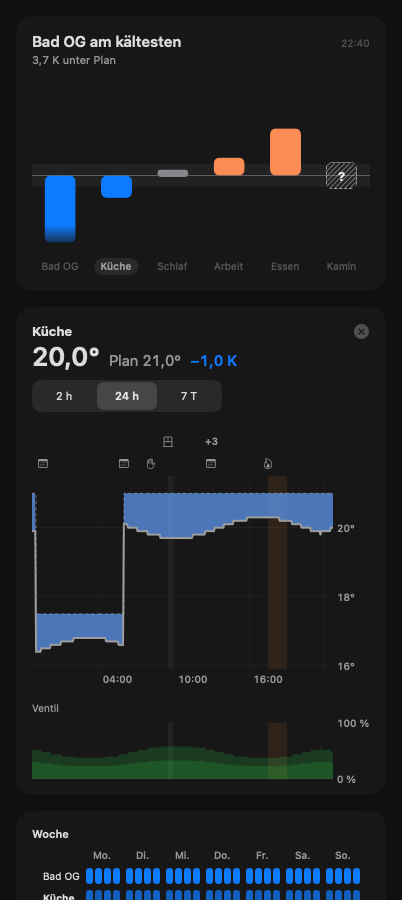 Bad OG am kältesten
22:40
3,7 K unter Plan
?
Bad OG Küche Schlaf Arbeit Essen Kamin
Küche
20,0° Plan 21,0° −1,0 K
2 h 24 h 7 T
+3
20°
18°
16°
04:00 10:00 16:00
Ventil
100 %
0 %
Woche
Mo. Di. Mi. Do. Fr. Sa. So.
Bad OG
Küche